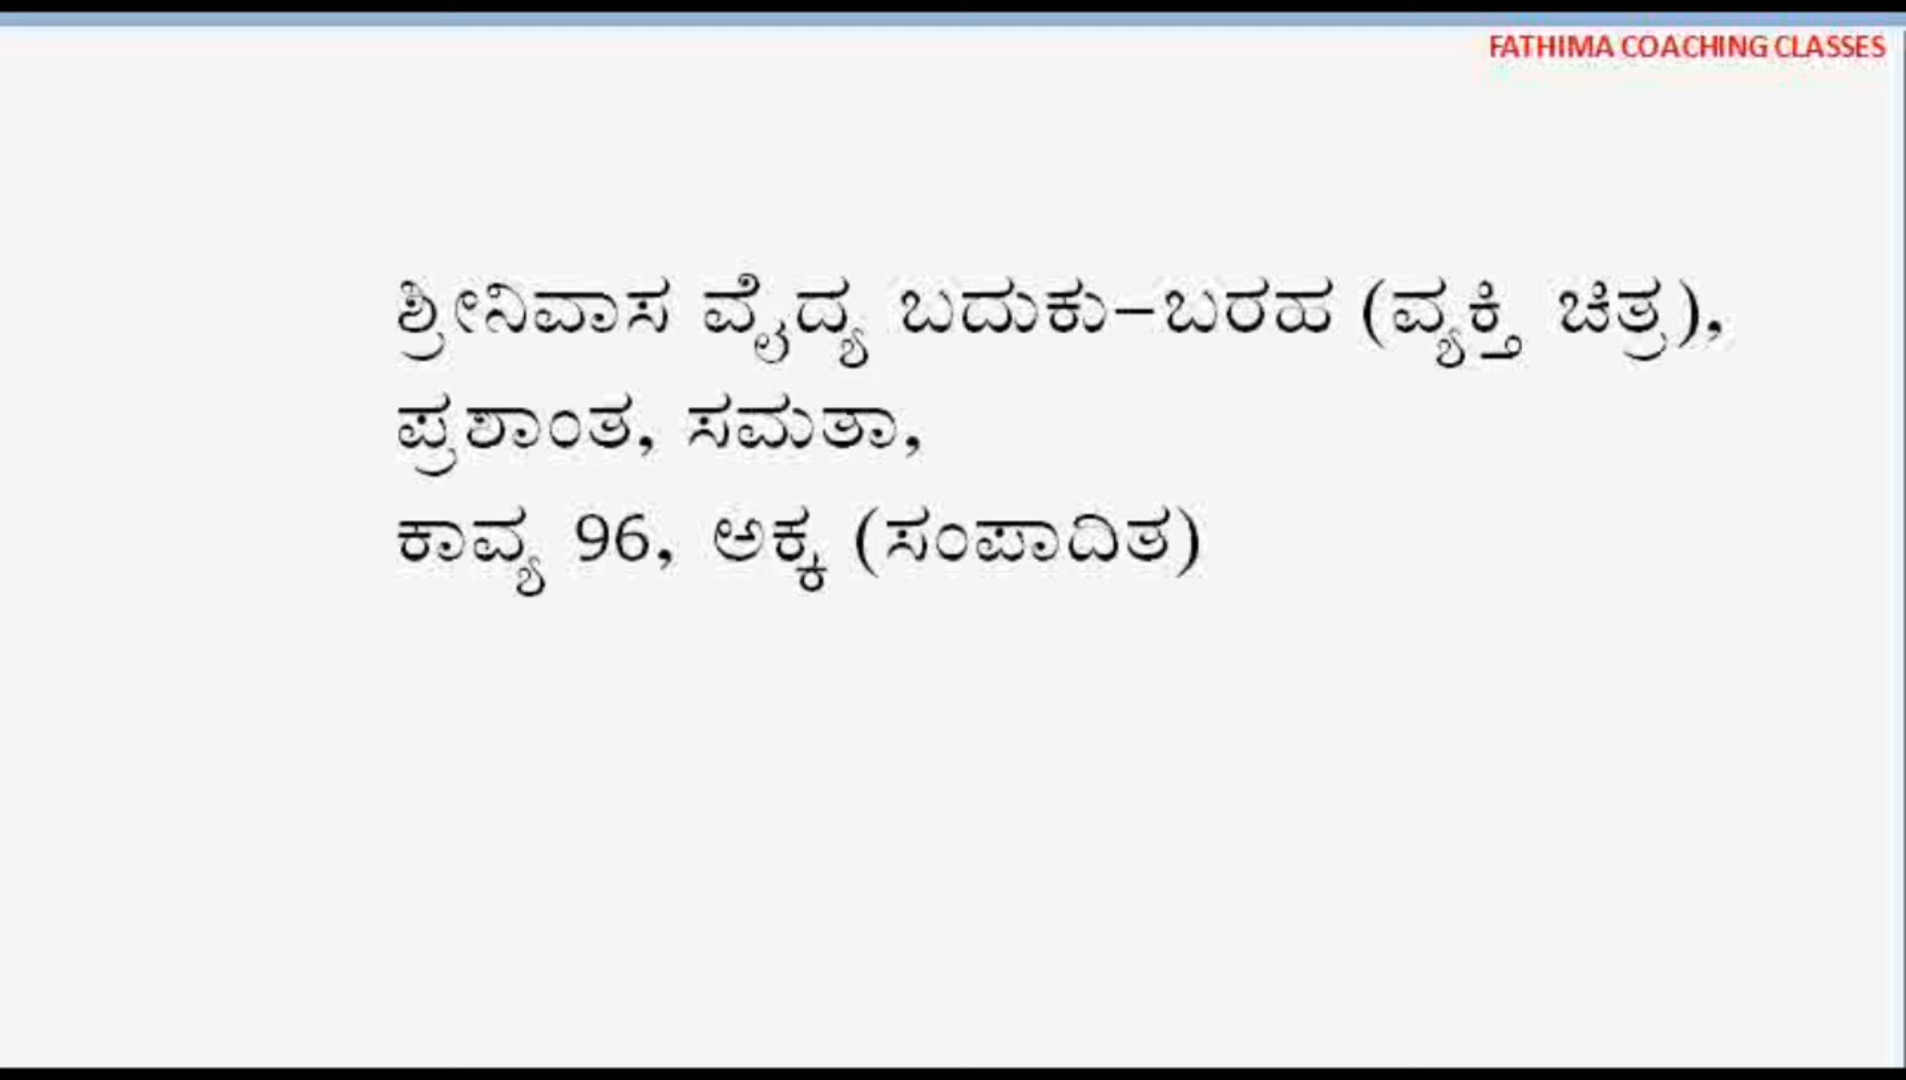 FATHIMA COACHING CLASSES
ಶ್ರೀನಿವಾಸ ವೈದ್ಯ ಬದುಕು-ಬರಹ (ವ್ಯಕ್ತಿ ಚಿತ್ರ),
ಪ್ರಶಾಂತ, ಸಮತಾ,
ಕಾವ್ಯ 96, ಅಕ್ಕ (ಸಂಪಾದಿತ)